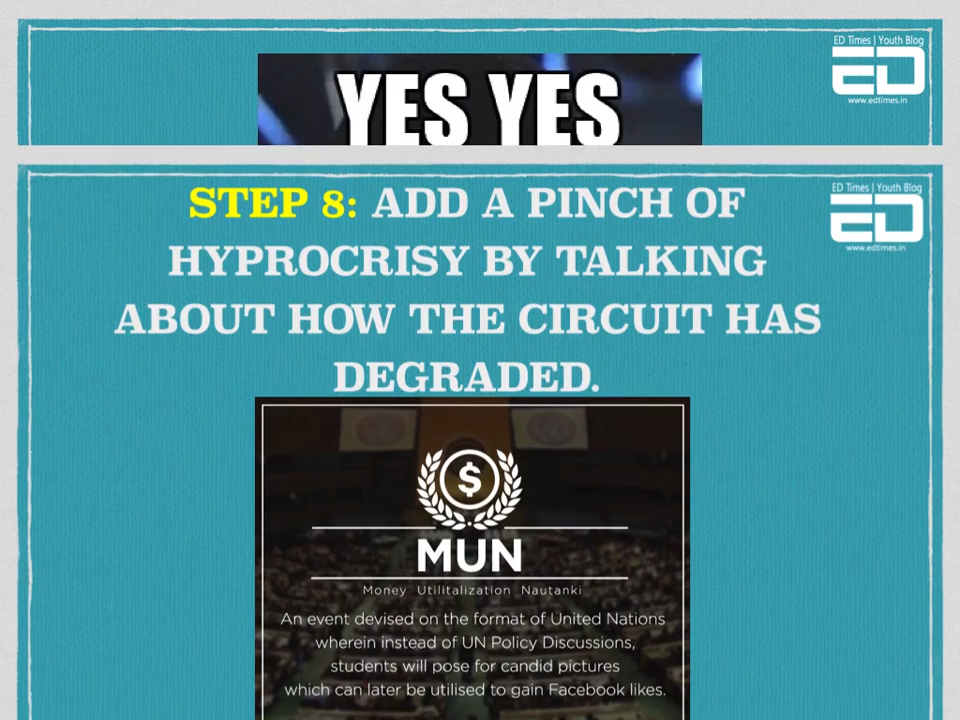 ED Times | Youth Blog
ED
www.edtimes.in
YES YES
STEP 8: ADD A PINCH OF
HYPROCRISY BY TALKING
ABOUT HOW THE CIRCUIT HAS
DEGRADED.
ED Times | Youth Blog
ED
www.edtimes.in
$
MUN
Money Utilitalization Nautanki
An event devised on the format of United Nations
wherein instead of UN Policy Discussions,
students will pose for candid pictures
which can later be utilised to gain Facebook likes.